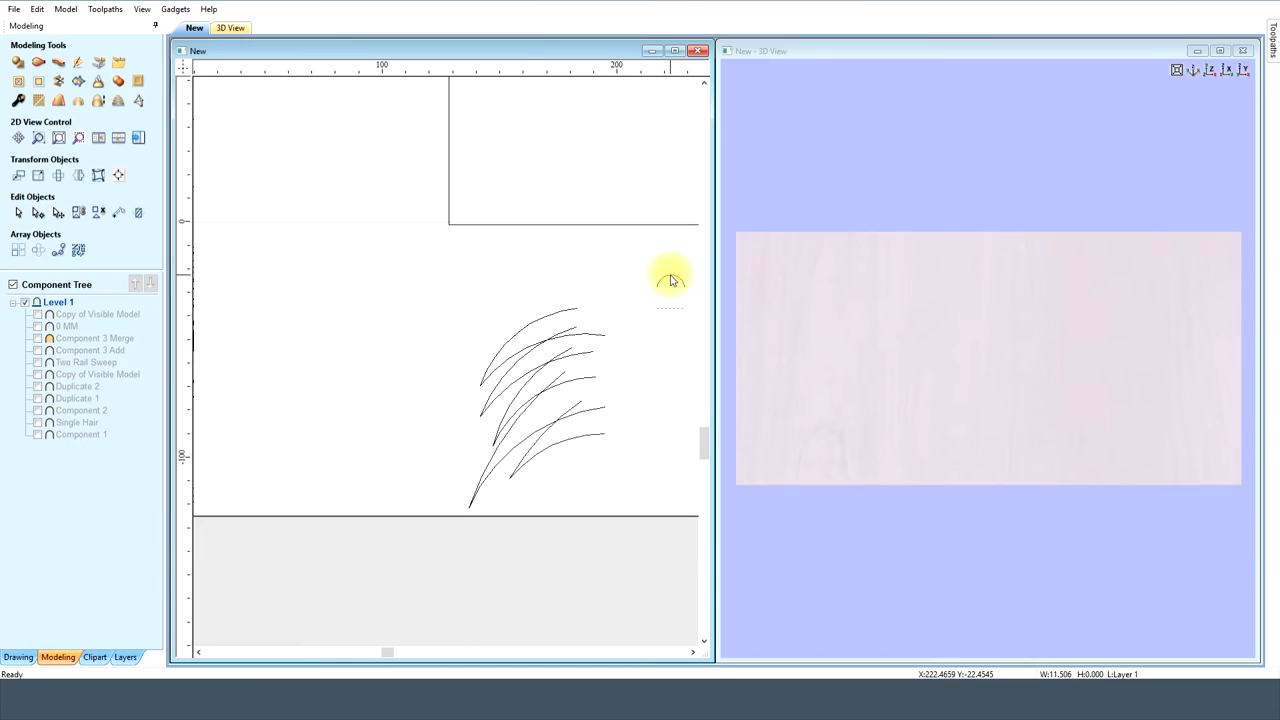 File Edit Model Toolpaths View Gadgets Help
Modeling
New 3D View
Toolpaths
New
New - 3D View
100 200
0
-100
Modeling Tools
2D View Control
Transform Objects
Edit Objects
Array Objects
Component Tree
Level 1
Copy of Visible Model
0 MM
Component 3 Merge
Component 3 Add
Two Rail Sweep
Copy of Visible Model
Duplicate 2
Duplicate 1
Component 2
Single Hair
Component 1
Drawing Modeling Clipart Layers
Ready
X:222.4659 Y:-22.4545 W:11.506 H:0.000 L:Layer 1